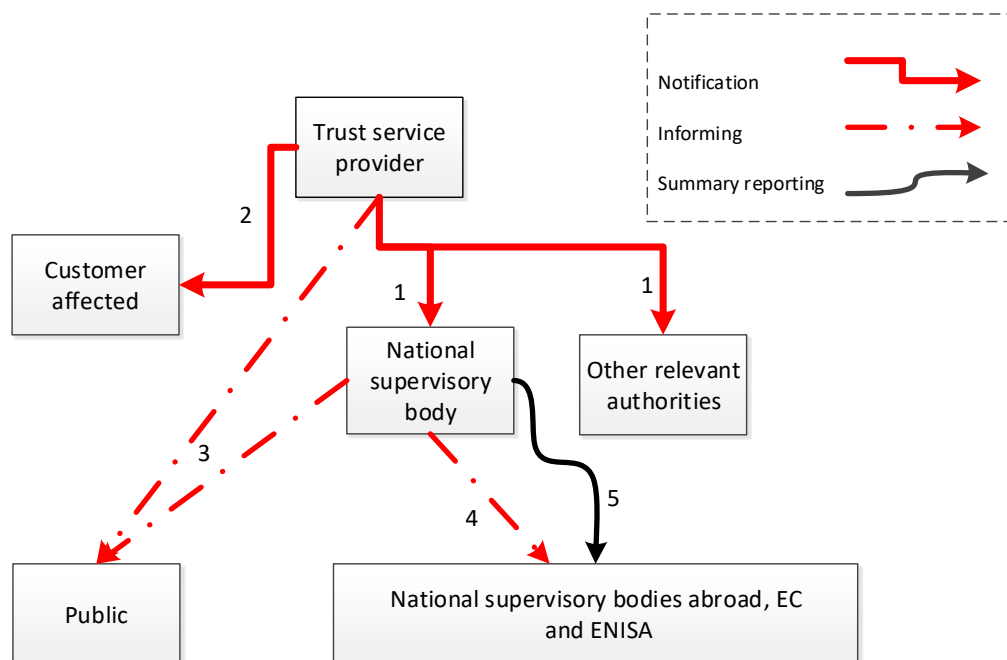 Notification
Informing
Summary reporting
Trust service
provider
2
Customer
affected
1
1
National
supervisory
body
Other relevant
authorities
3
4
5
Public
National supervisory bodies abroad, EC
and ENISA